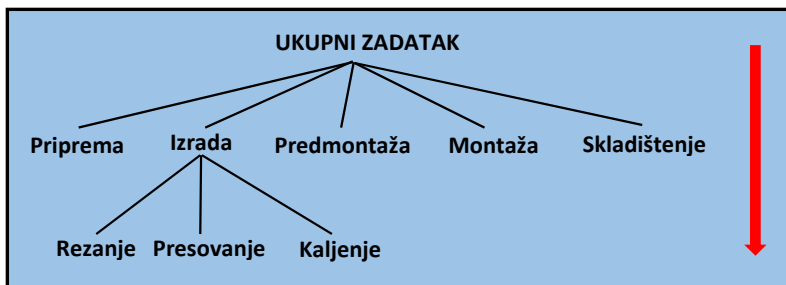 UKUPNI ZADATAK
Priprema Izrada Predmontaža Montaža Skladištenje
Rezanje Presovanje Kaljenje